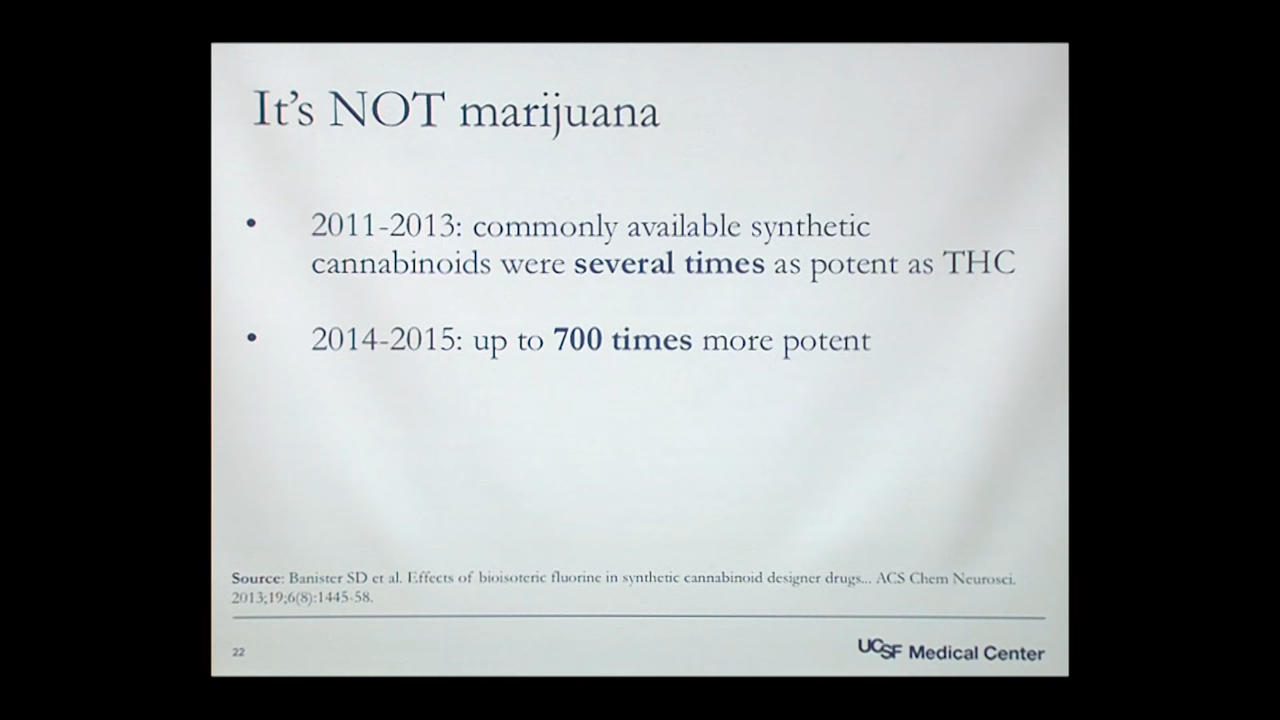 It's NOT marijuana
• 2011-2013: commonly available synthetic
cannabinoids were several times as potent as THC
• 2014-2015: up to 700 times more potent
Source: Banister SD et al. Effects of bioisoteric fluorine in synthetic cannabinoid designer drugs... ACS Chem Neurosci.
2013;19;6(8):1445-58.
22
UCSF Medical Center